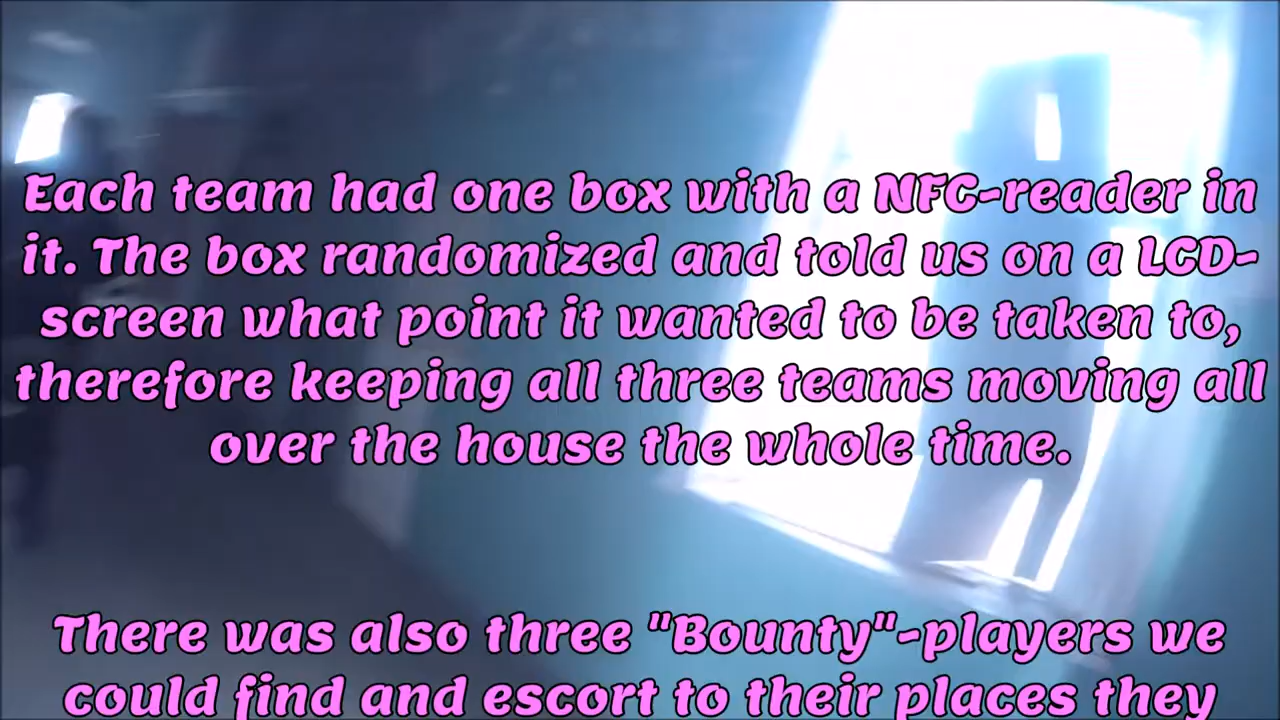 Each team had one box with a NFC-reader in
it. The box randomized and told us on a LCD-
screen what point it wanted to be taken to,
therefore keeping all three teams moving all
over the house the whole time.
There was also three "Bounty"-players we
could find and escort to their places they